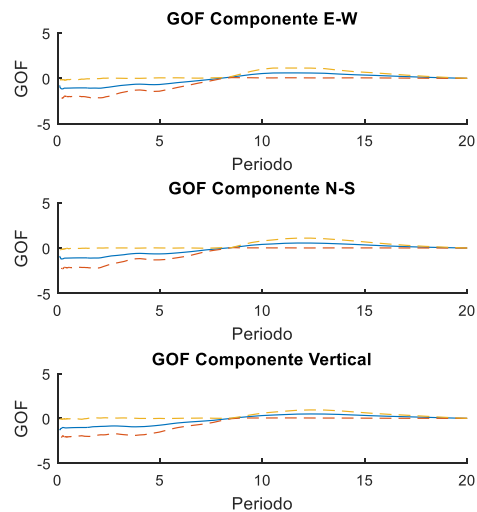 GOF Componente E-W
5
0
-5
GOF
0 5 10 15 20
Periodo
GOF Componente N-S
5
0
-5
GOF
0 5 10 15 20
Periodo
GOF Componente Vertical
5
0
-5
GOF
0 5 10 15 20
Periodo